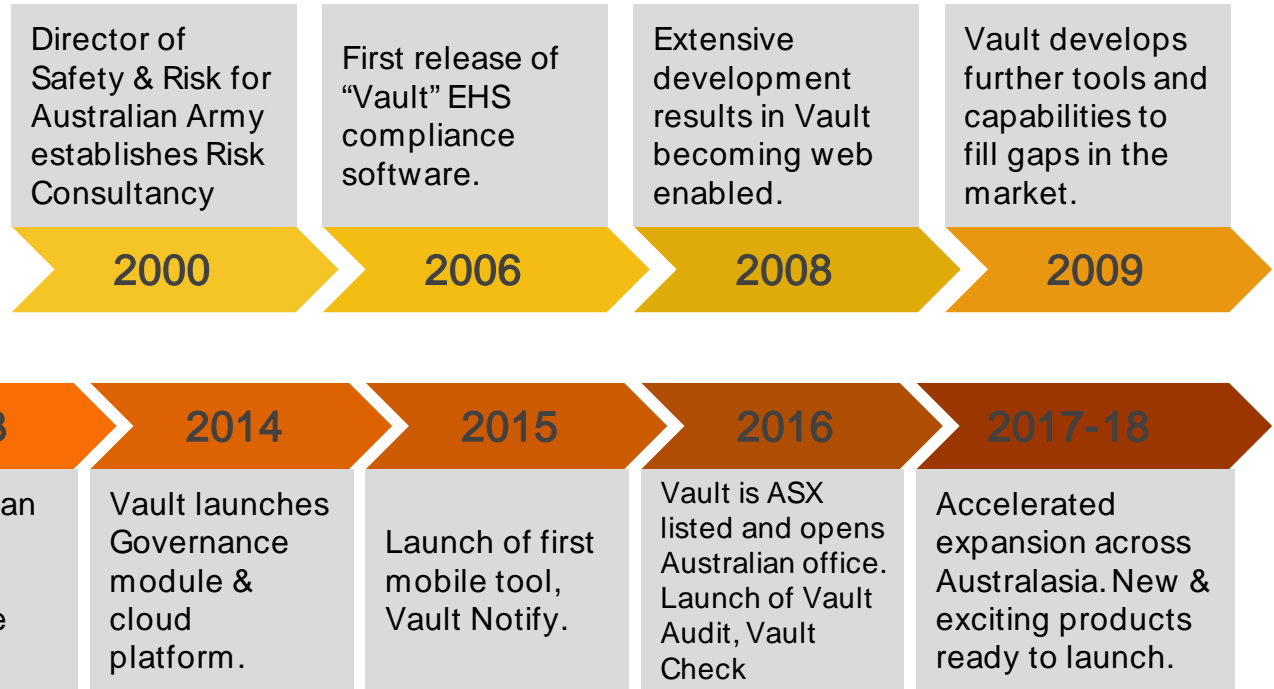 Director of
Safety & Risk for
Australian Army
establishes Risk
Consultancy
First release of
“Vault” EHS
compliance
software.
Extensive
development
results in Vault
becoming web
enabled.
Vault develops
further tools and
capabilities to
fill gaps in the
market.
2000
2006
2008
2009
2014
2015
2016
2017-18
Vault launches
Governance
module &
cloud
platform.
Launch of first
mobile tool,
Vault Notify.
Vault is ASX
listed and opens
Australian office.
Launch of Vault
Audit, Vault
Check
Accelerated
expansion across
Australasia. New &
exciting products
ready to launch.